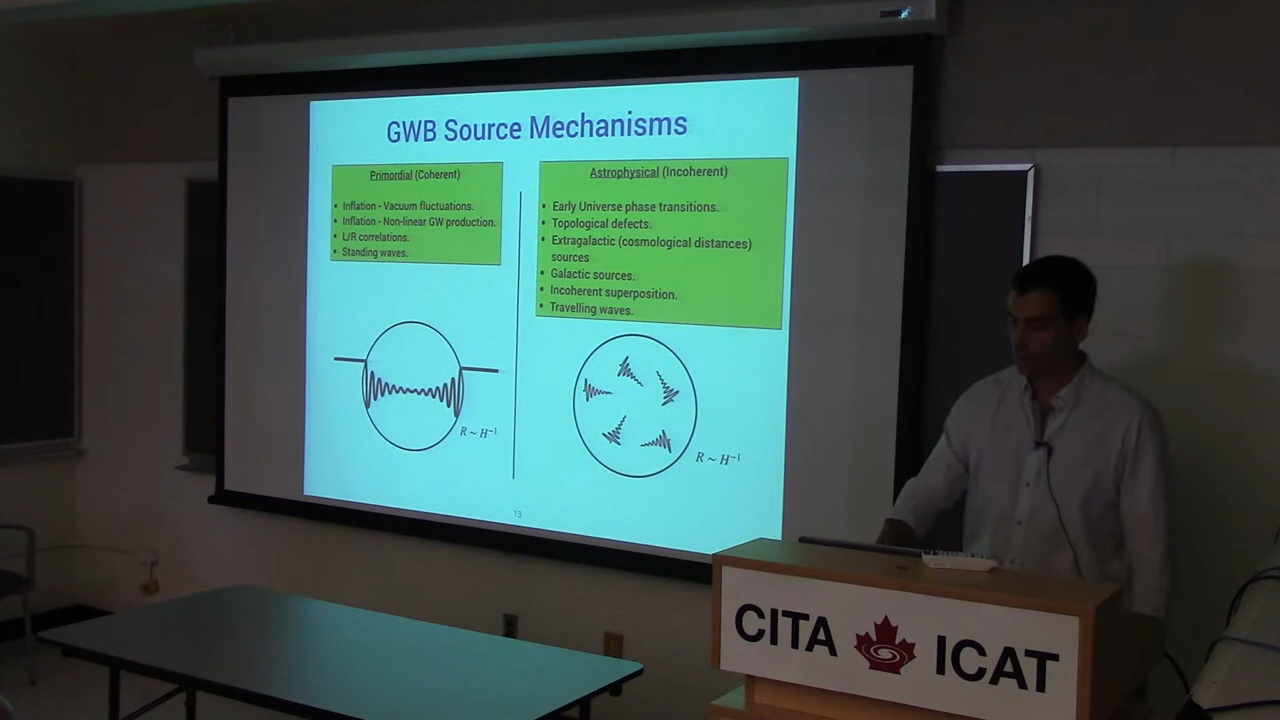 GWB Source Mechanisms
Primordial (Coherent)
• Inflation - Vacuum fluctuations.
• Inflation - Non-linear GW production.
• L/R correlations.
• Standing waves.
Astrophysical (Incoherent)
• Early Universe phase transitions.
• Topological defects.
• Extragalactic (cosmological distances)
sources
• Galactic sources.
• Incoherent superposition.
• Travelling waves.
R ~ H⁻¹
R ~ H⁻¹
13
CITA ICAT